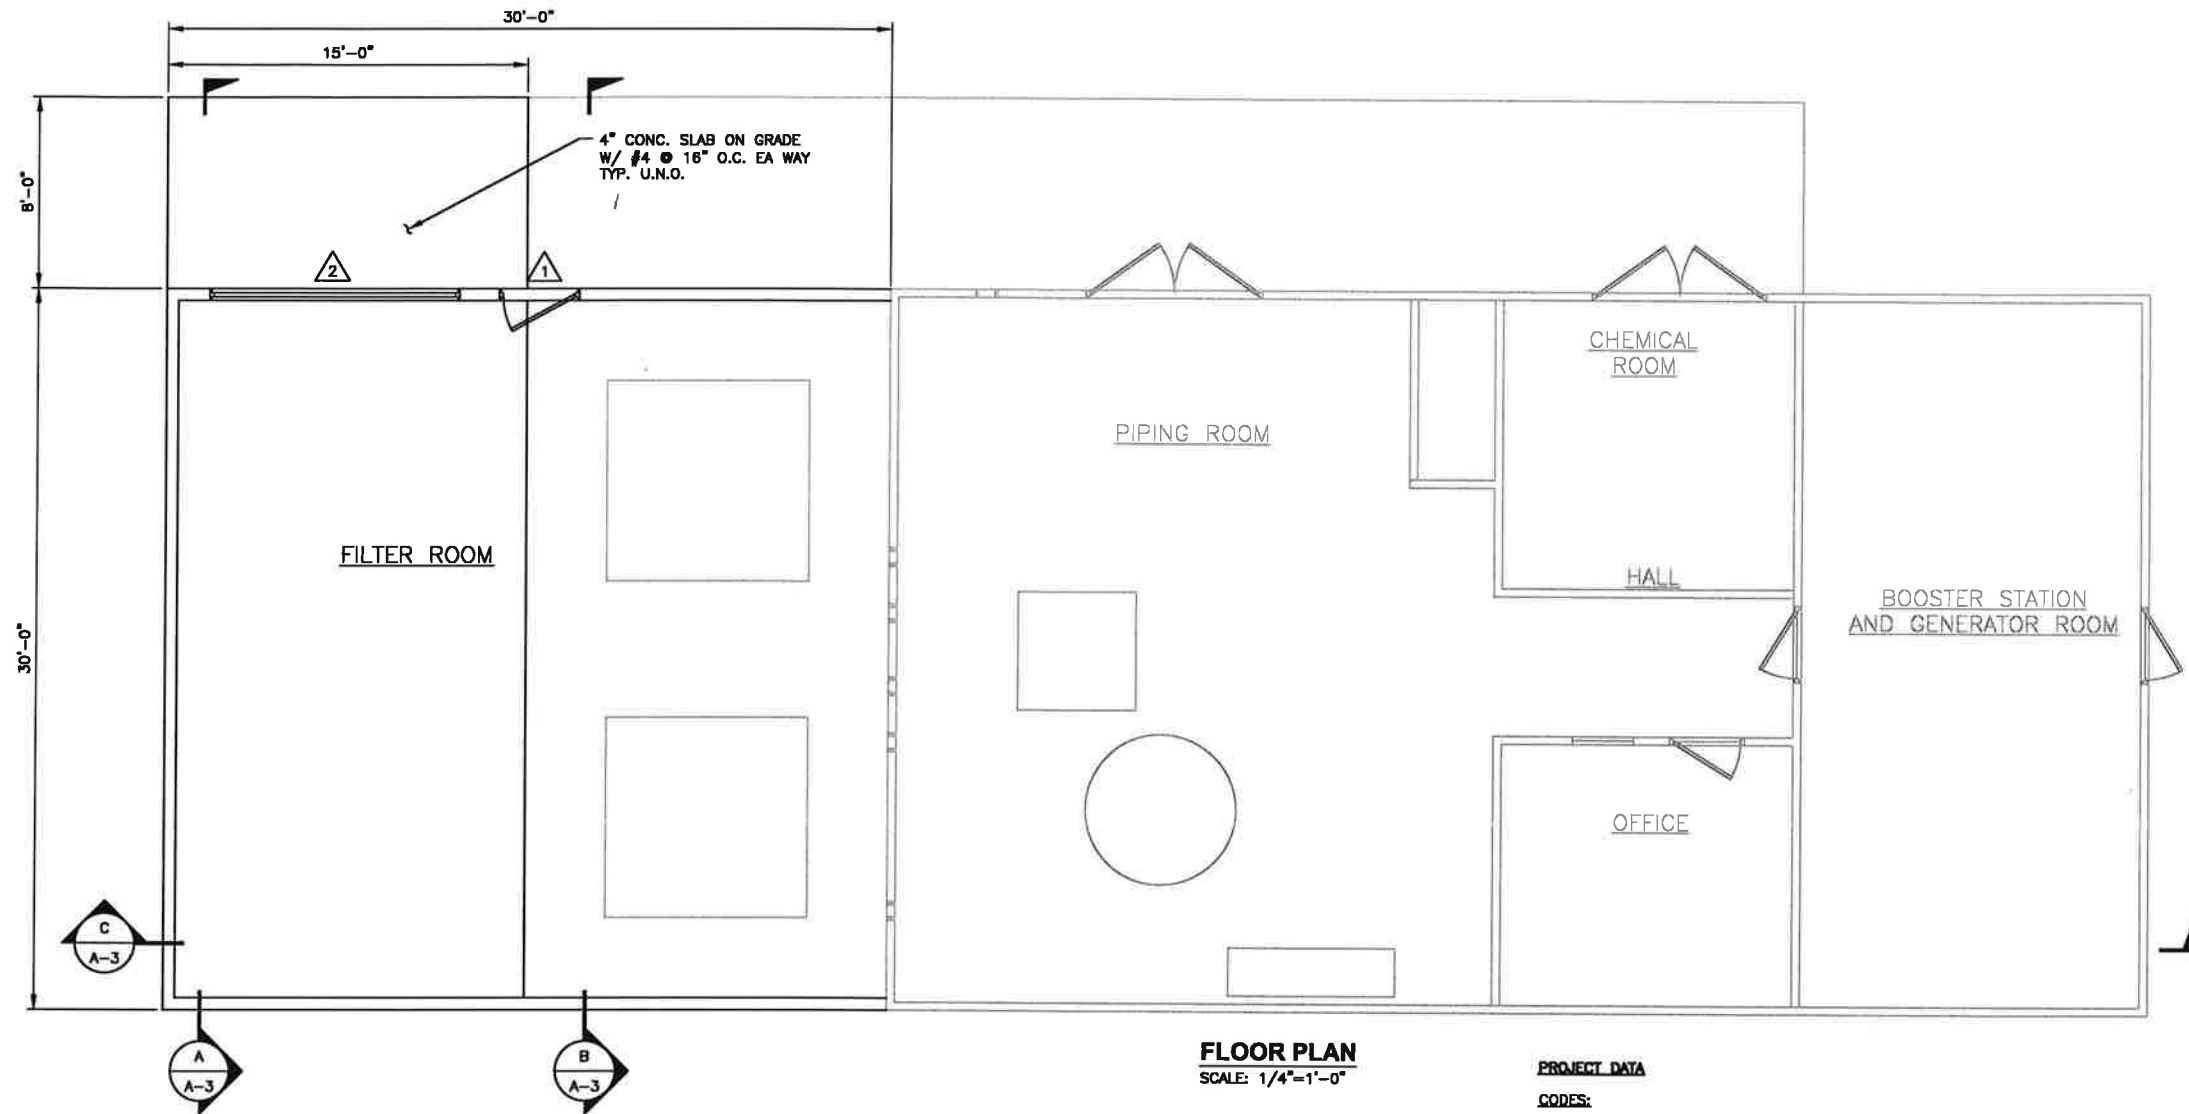 30'-0"
15'-0"
4" CONC. SLAB ON GRADE
W/ #4 @ 16" O.C. EA WAY
TYP. U.N.O.
8'-0"
2
1
CHEMICAL
ROOM
PIPING ROOM
FILTER ROOM
HALL
BOOSTER STATION
AND GENERATOR ROOM
30'-0"
OFFICE
C
A-3
A
A-3
B
A-3
FLOOR PLAN
SCALE: 1/4"=1'-0"
PROJECT DATA
CODES: